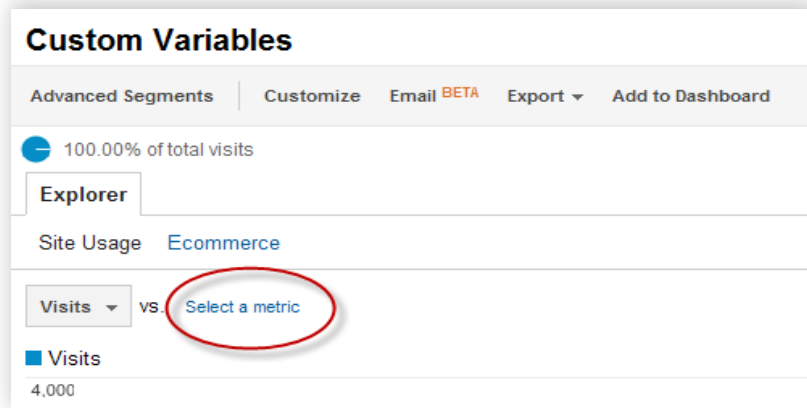 Custom Variables
Advanced Segments Customize Email BETA Export Add to Dashboard
100.00% of total visits
Explorer
Site Usage Ecommerce
Visits vs. Select a metric
Visits
4,000